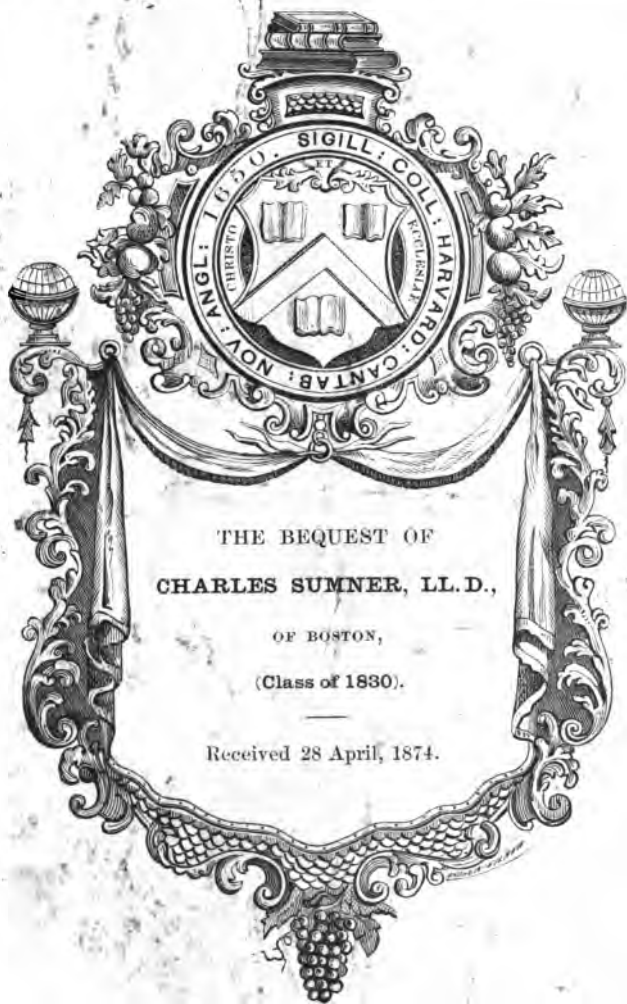 SIGILL : COLL : HARVARD : CANTAB : NOV : ANGL : 1650.
ET
CHRISTO
ECCLESIAE
THE BEQUEST OF
CHARLES SUMNER, LL. D.,
OF BOSTON,
(Class of 1830).
Received 28 April, 1874.